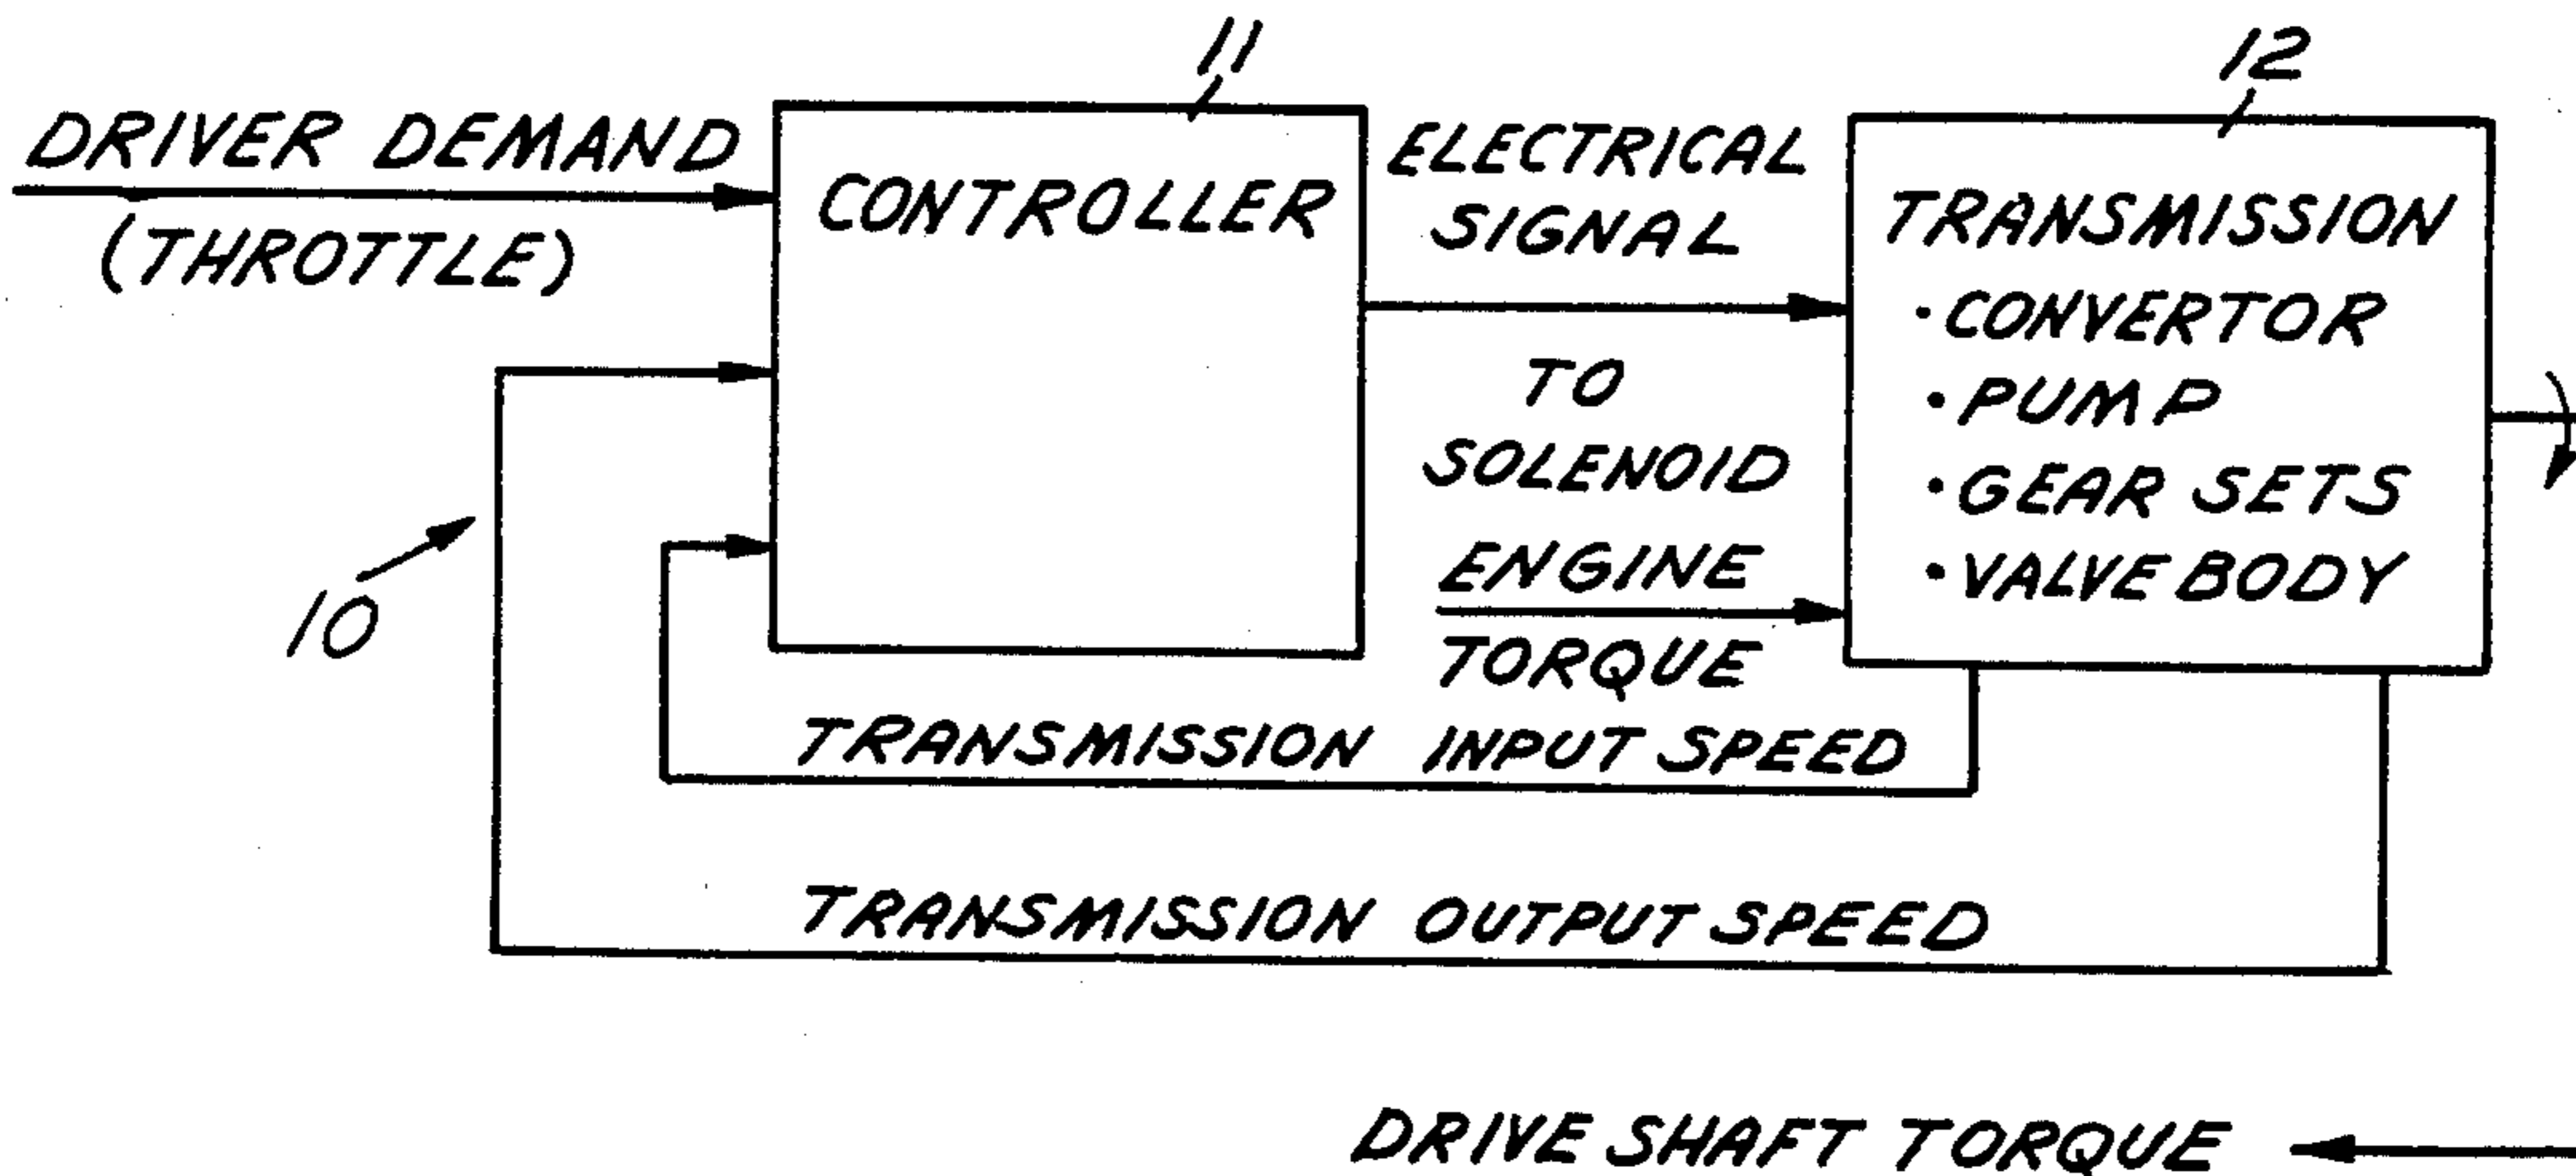 11
12
DRIVER DEMAND
(THROTTLE)
CONTROLLER
ELECTRICAL
SIGNAL
TO
SOLENOID
ENGINE
TORQUE
TRANSMISSION
• CONVERTOR
• PUMP
• GEAR SETS
• VALVE BODY
10
TRANSMISSION INPUT SPEED
TRANSMISSION OUTPUT SPEED
DRIVE SHAFT TORQUE